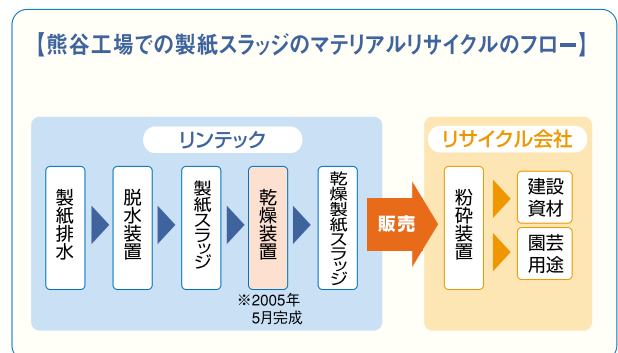 【熊谷工場での製紙スラッジのマテリアルリサイクルのフロー】
リンテック
製紙排水
脱水装置
製紙スラッジ
乾燥装置
※2005年
5月完成
乾燥製紙スラッジ
販売
リサイクル会社
粉砕装置
建設
資材
園芸
用途